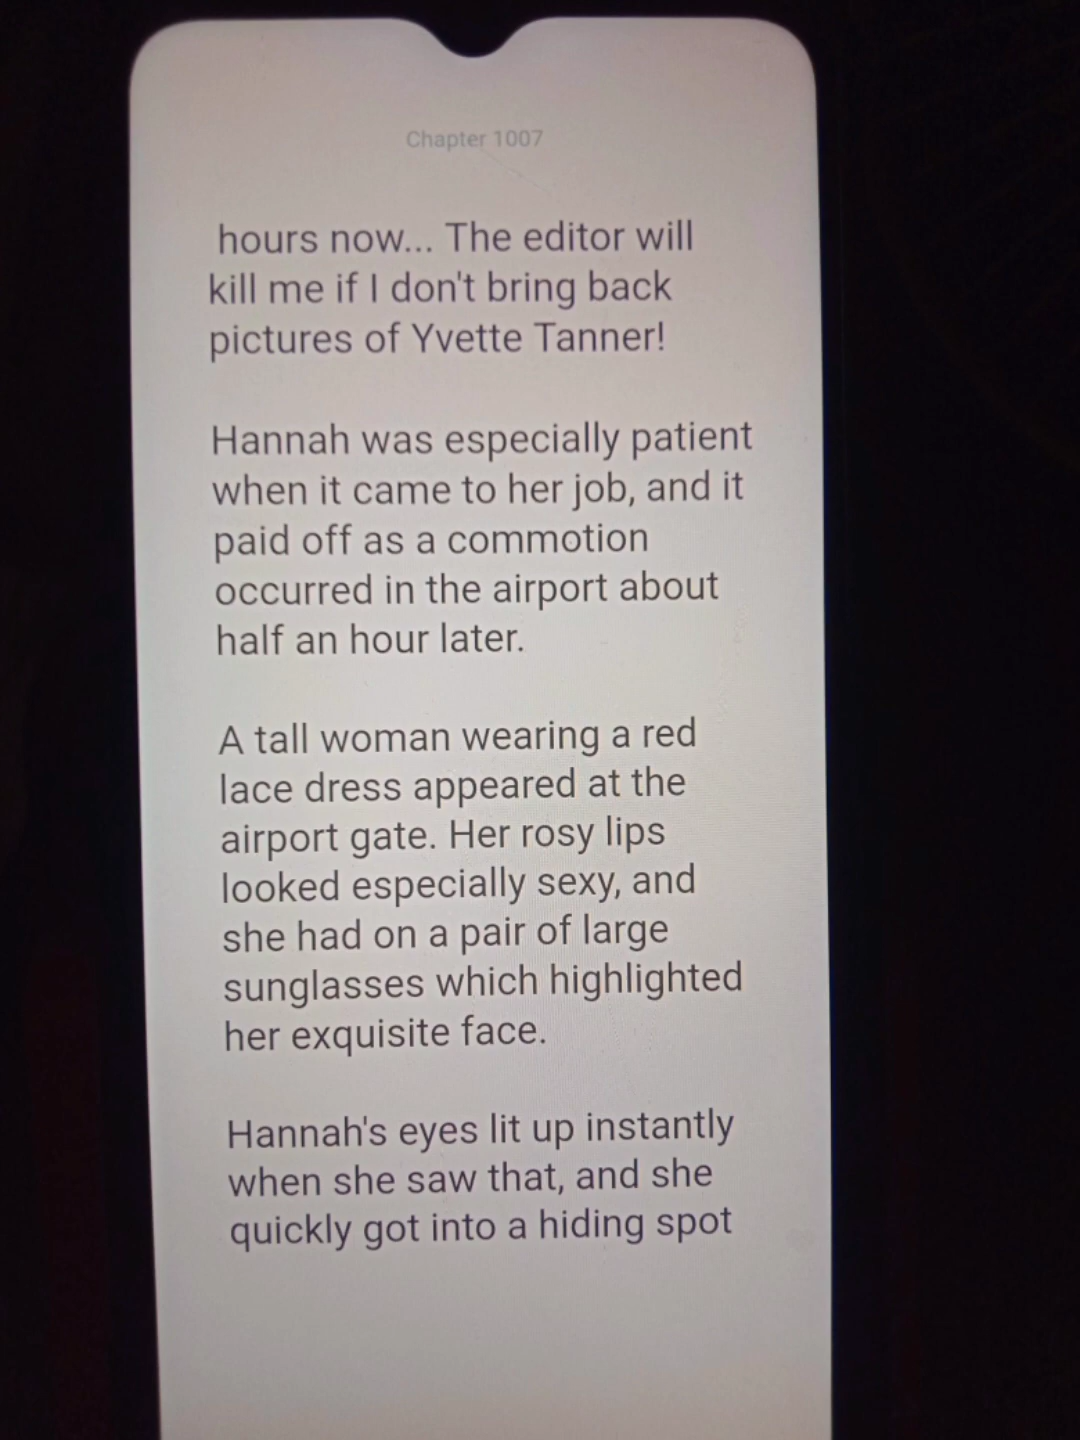 Chapter 1007
hours now... The editor will
kill me if I don't bring back
pictures of Yvette Tanner!
Hannah was especially patient
when it came to her job, and it
paid off as a commotion
occurred in the airport about
half an hour later.
A tall woman wearing a red
lace dress appeared at the
airport gate. Her rosy lips
looked especially sexy, and
she had on a pair of large
sunglasses which highlighted
her exquisite face.
Hannah's eyes lit up instantly
when she saw that, and she
quickly got into a hiding spot